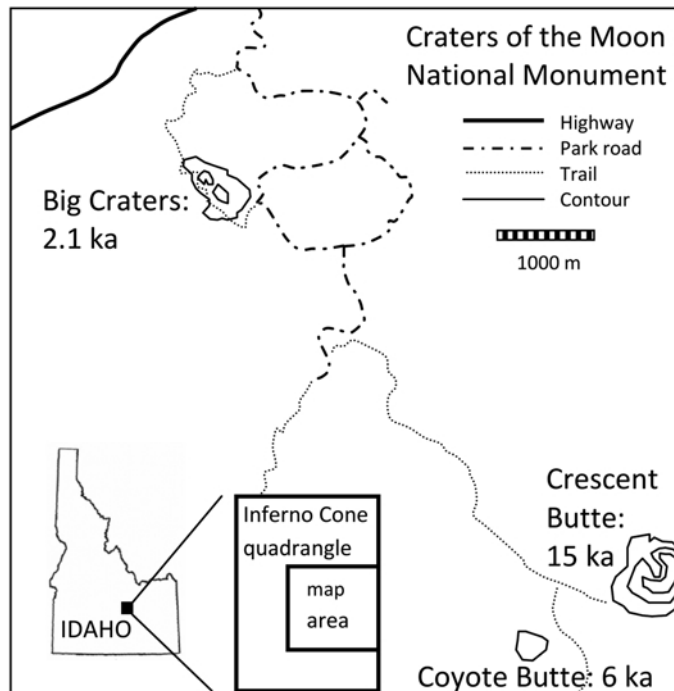 Craters of the Moon
National Monument
Highway
Park road
Trail
Contour
1000 m
Big Craters:
2.1 ka
Crescent
Butte:
15 ka
Inferno Cone
quadrangle
map
area
IDAHO
Coyote Butte: 6 ka